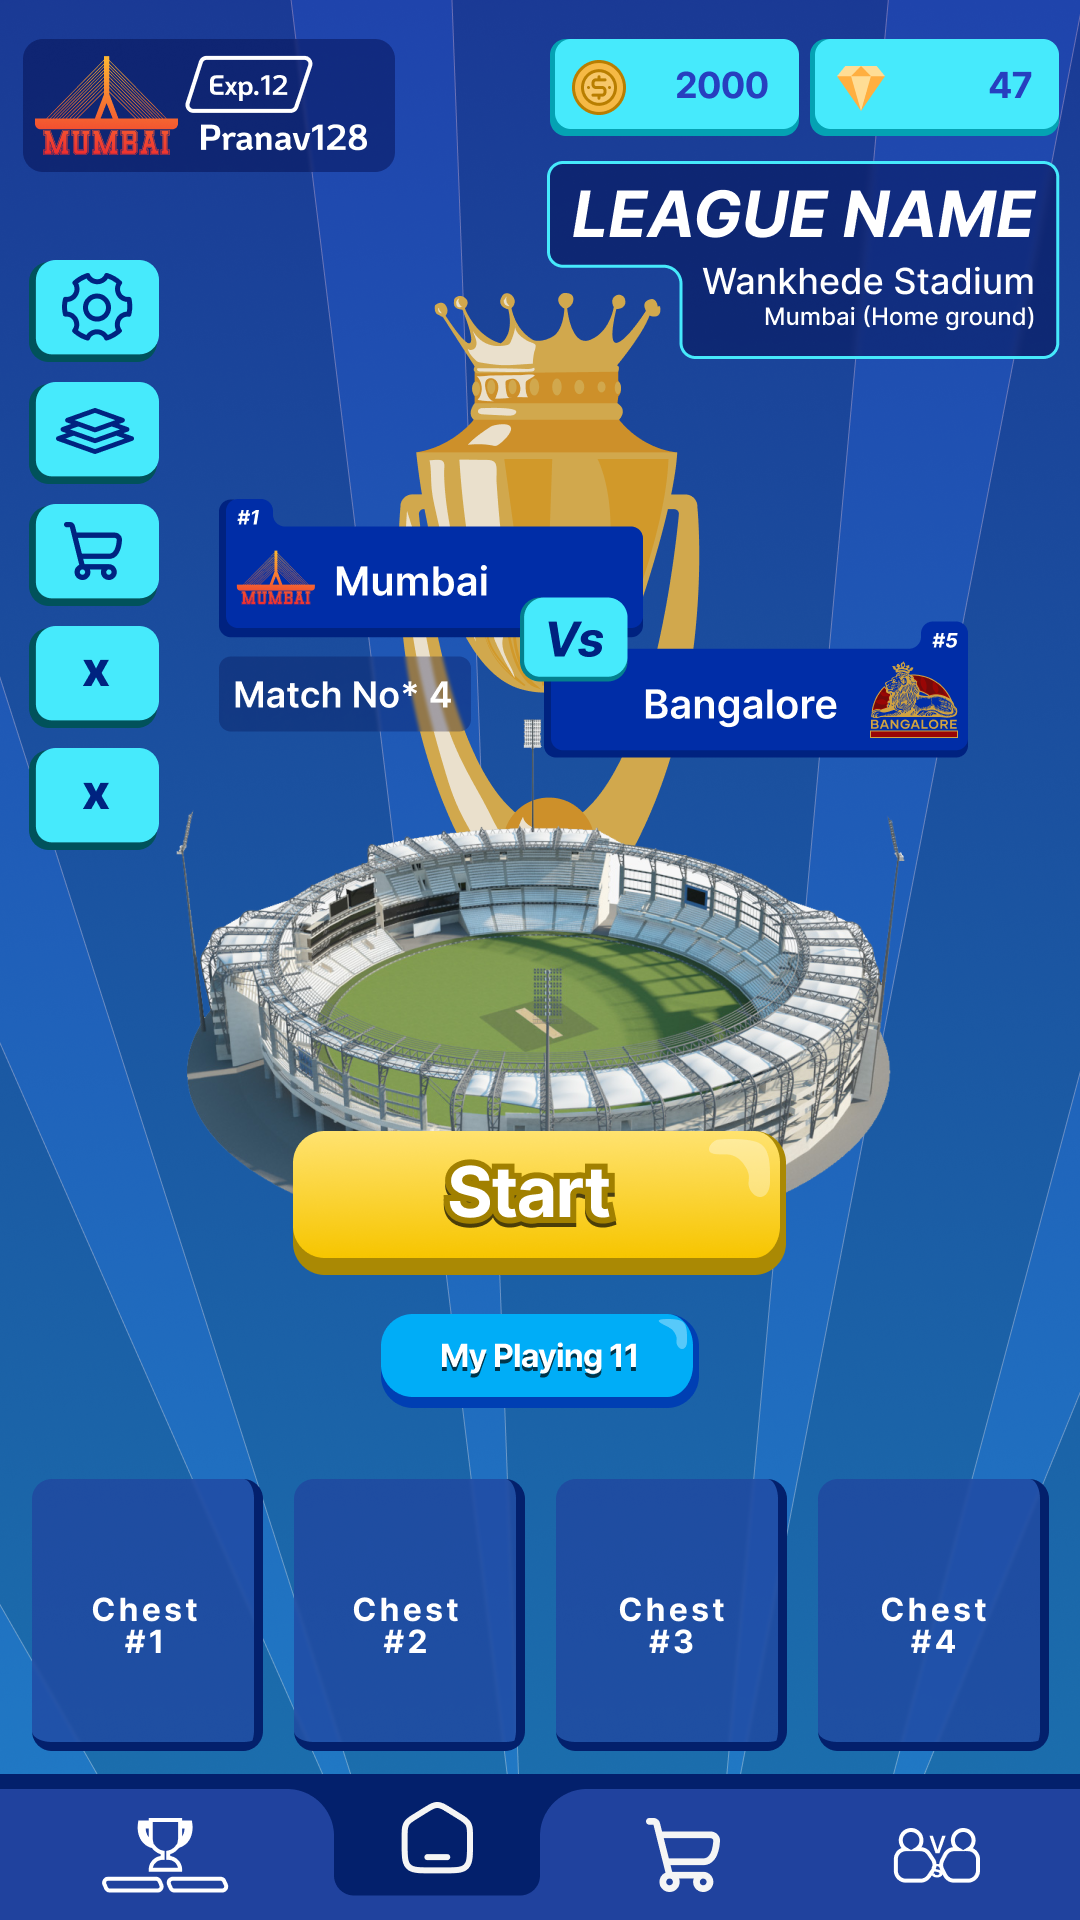 Exp.12
MUMBAI
Pranav128
2000
47
LEAGUE NAME
Wankhede Stadium
Mumbai (Home ground)
#1
MUMBAI
Mumbai
Vs
#5
Bangalore
BANGALORE
Match No* 4
x
x
Start
My Playing 11
Chest
#1
Chest
#2
Chest
#3
Chest
#4
VS